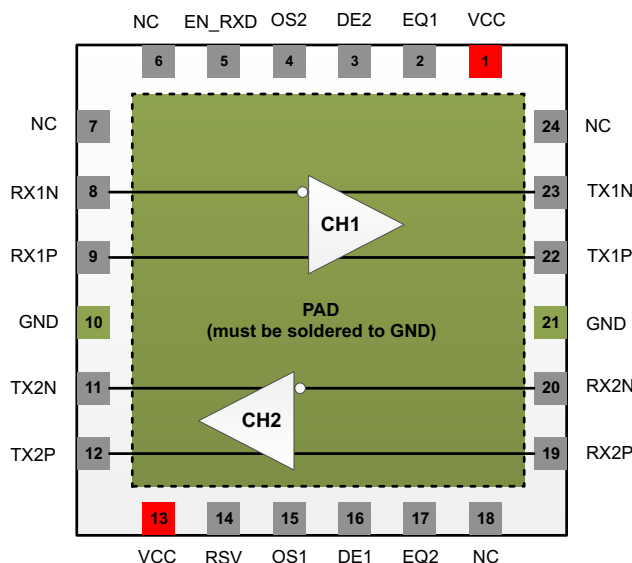 NC EN_RXD OS2 DE2 EQ1 VCC
6 5 4 3 2 1
NC 7 24 NC
RX1N 8 23 TX1N
CH1
RX1P 9 22 TX1P
PAD
GND 10 21 GND
(must be soldered to GND)
TX2N 11 20 RX2N
CH2
TX2P 12 19 RX2P
13 14 15 16 17 18
VCC RSV OS1 DE1 EQ2 NC